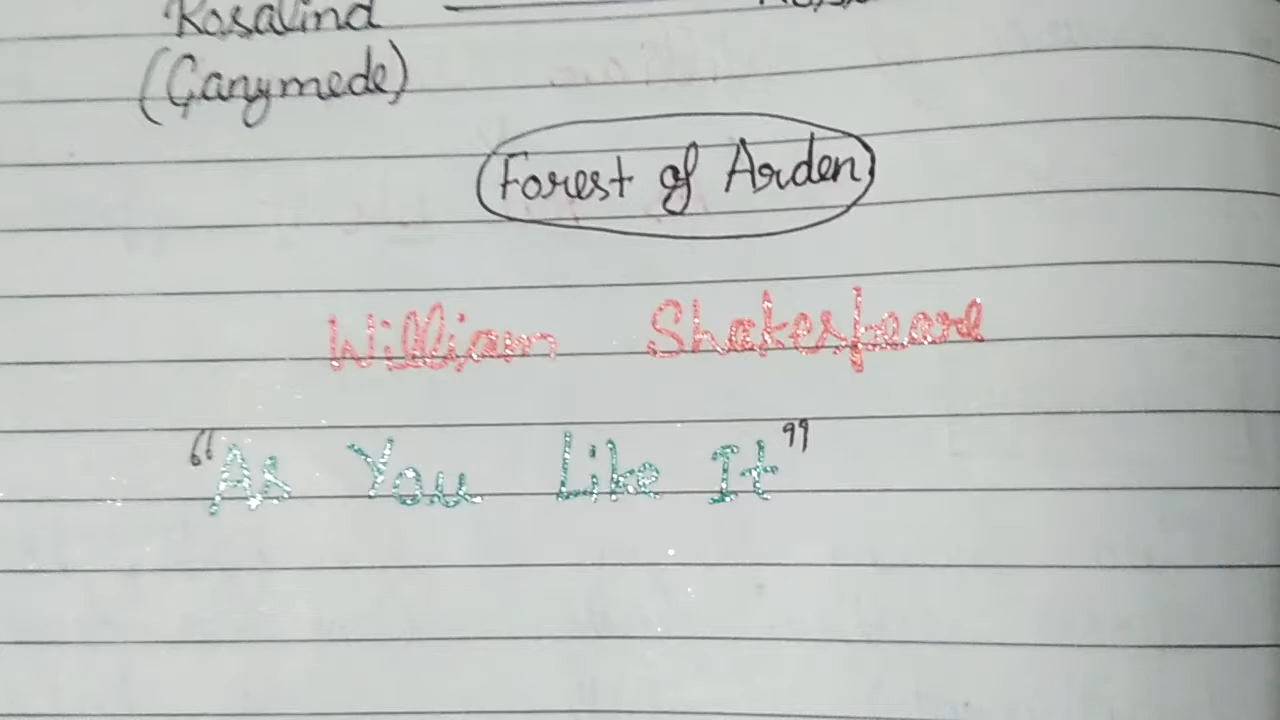 Rosalind
(Ganymede)
Forest of Arden
William Shakespeare
"As You Like It"